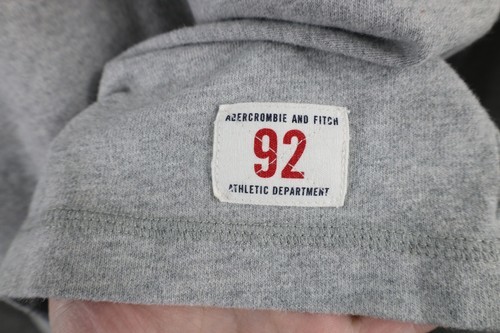 ABERCROMBIE AND FITCH
92
ATHLETIC DEPARTMENT